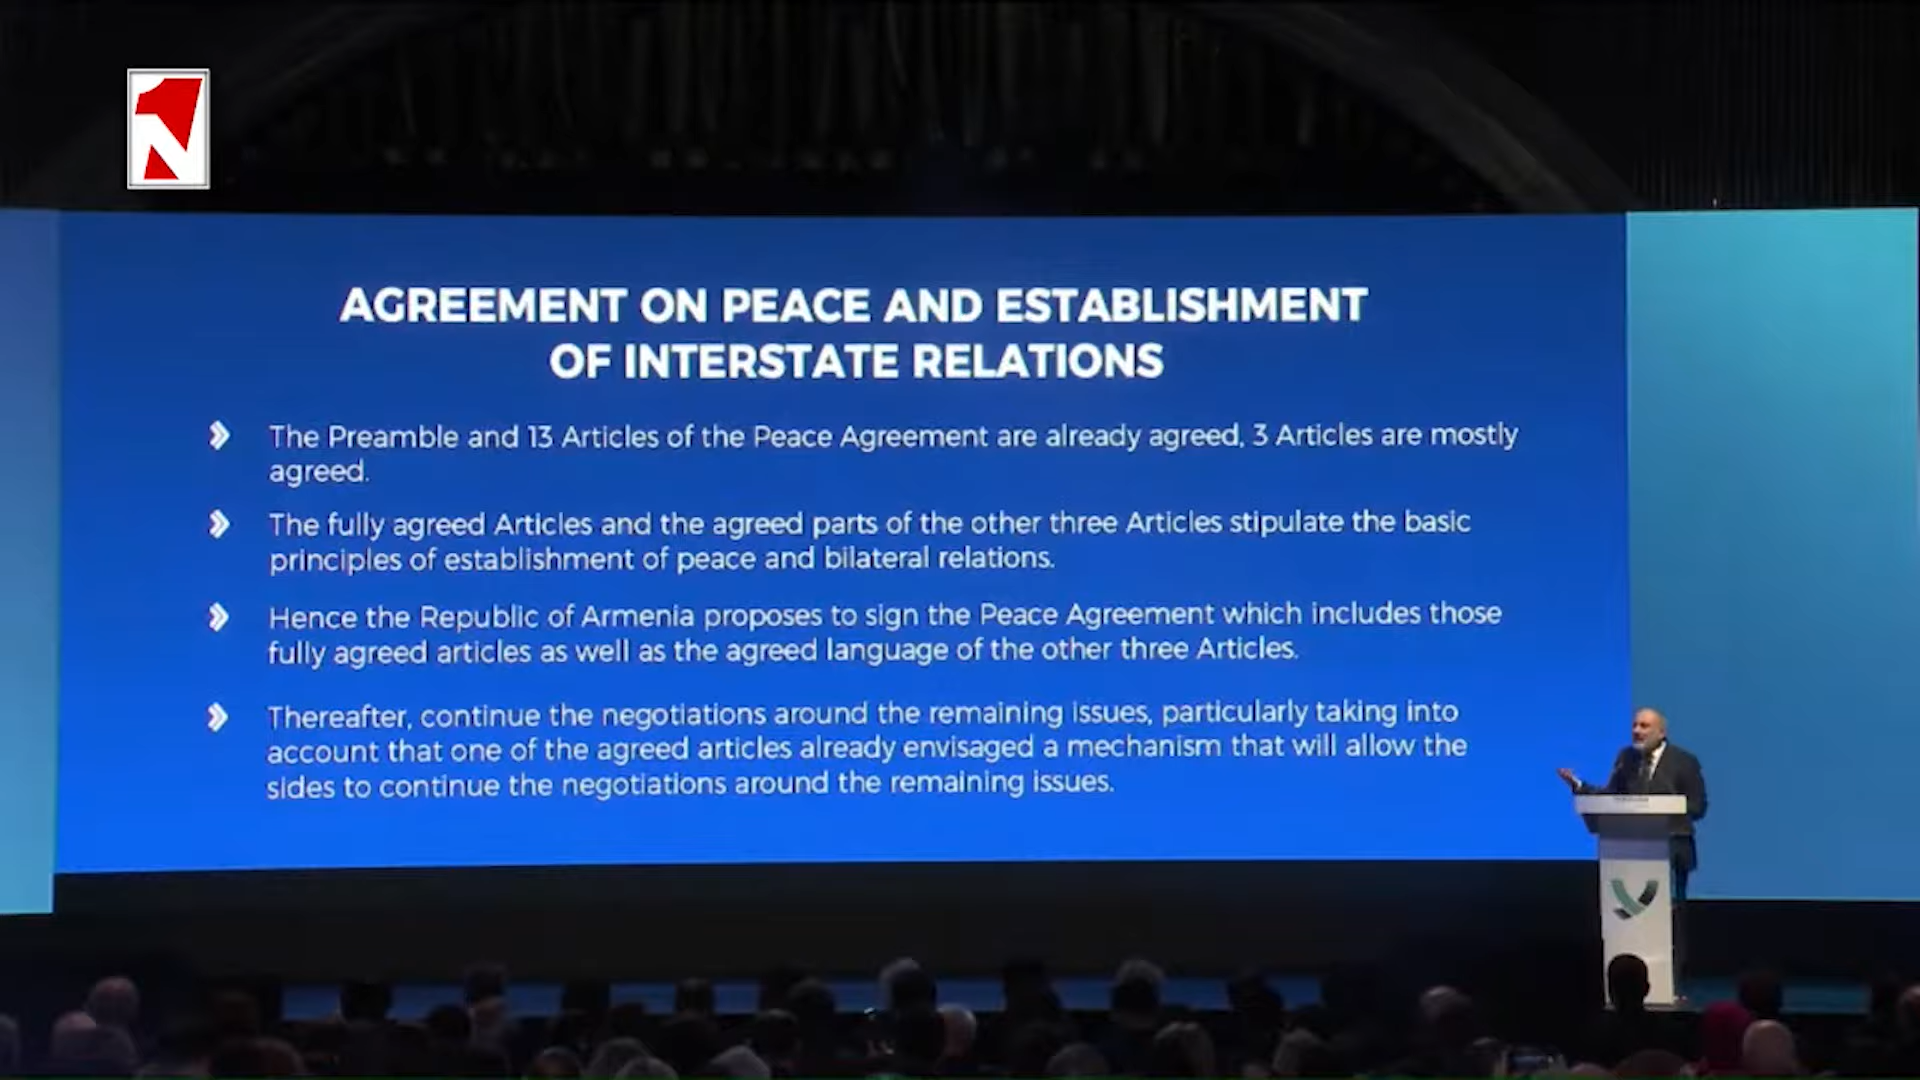 1N
AGREEMENT ON PEACE AND ESTABLISHMENT
OF INTERSTATE RELATIONS
The Preamble and 13 Articles of the Peace Agreement are already agreed, 3 Articles are mostly
agreed.
The fully agreed Articles and the agreed parts of the other three Articles stipulate the basic
principles of establishment of peace and bilateral relations.
Hence the Republic of Armenia proposes to sign the Peace Agreement which includes those
fully agreed articles as well as the agreed language of the other three Articles.
Thereafter, continue the negotiations around the remaining issues, particularly taking into
account that one of the agreed articles already envisaged a mechanism that will allow the
sides to continue the negotiations around the remaining issues.